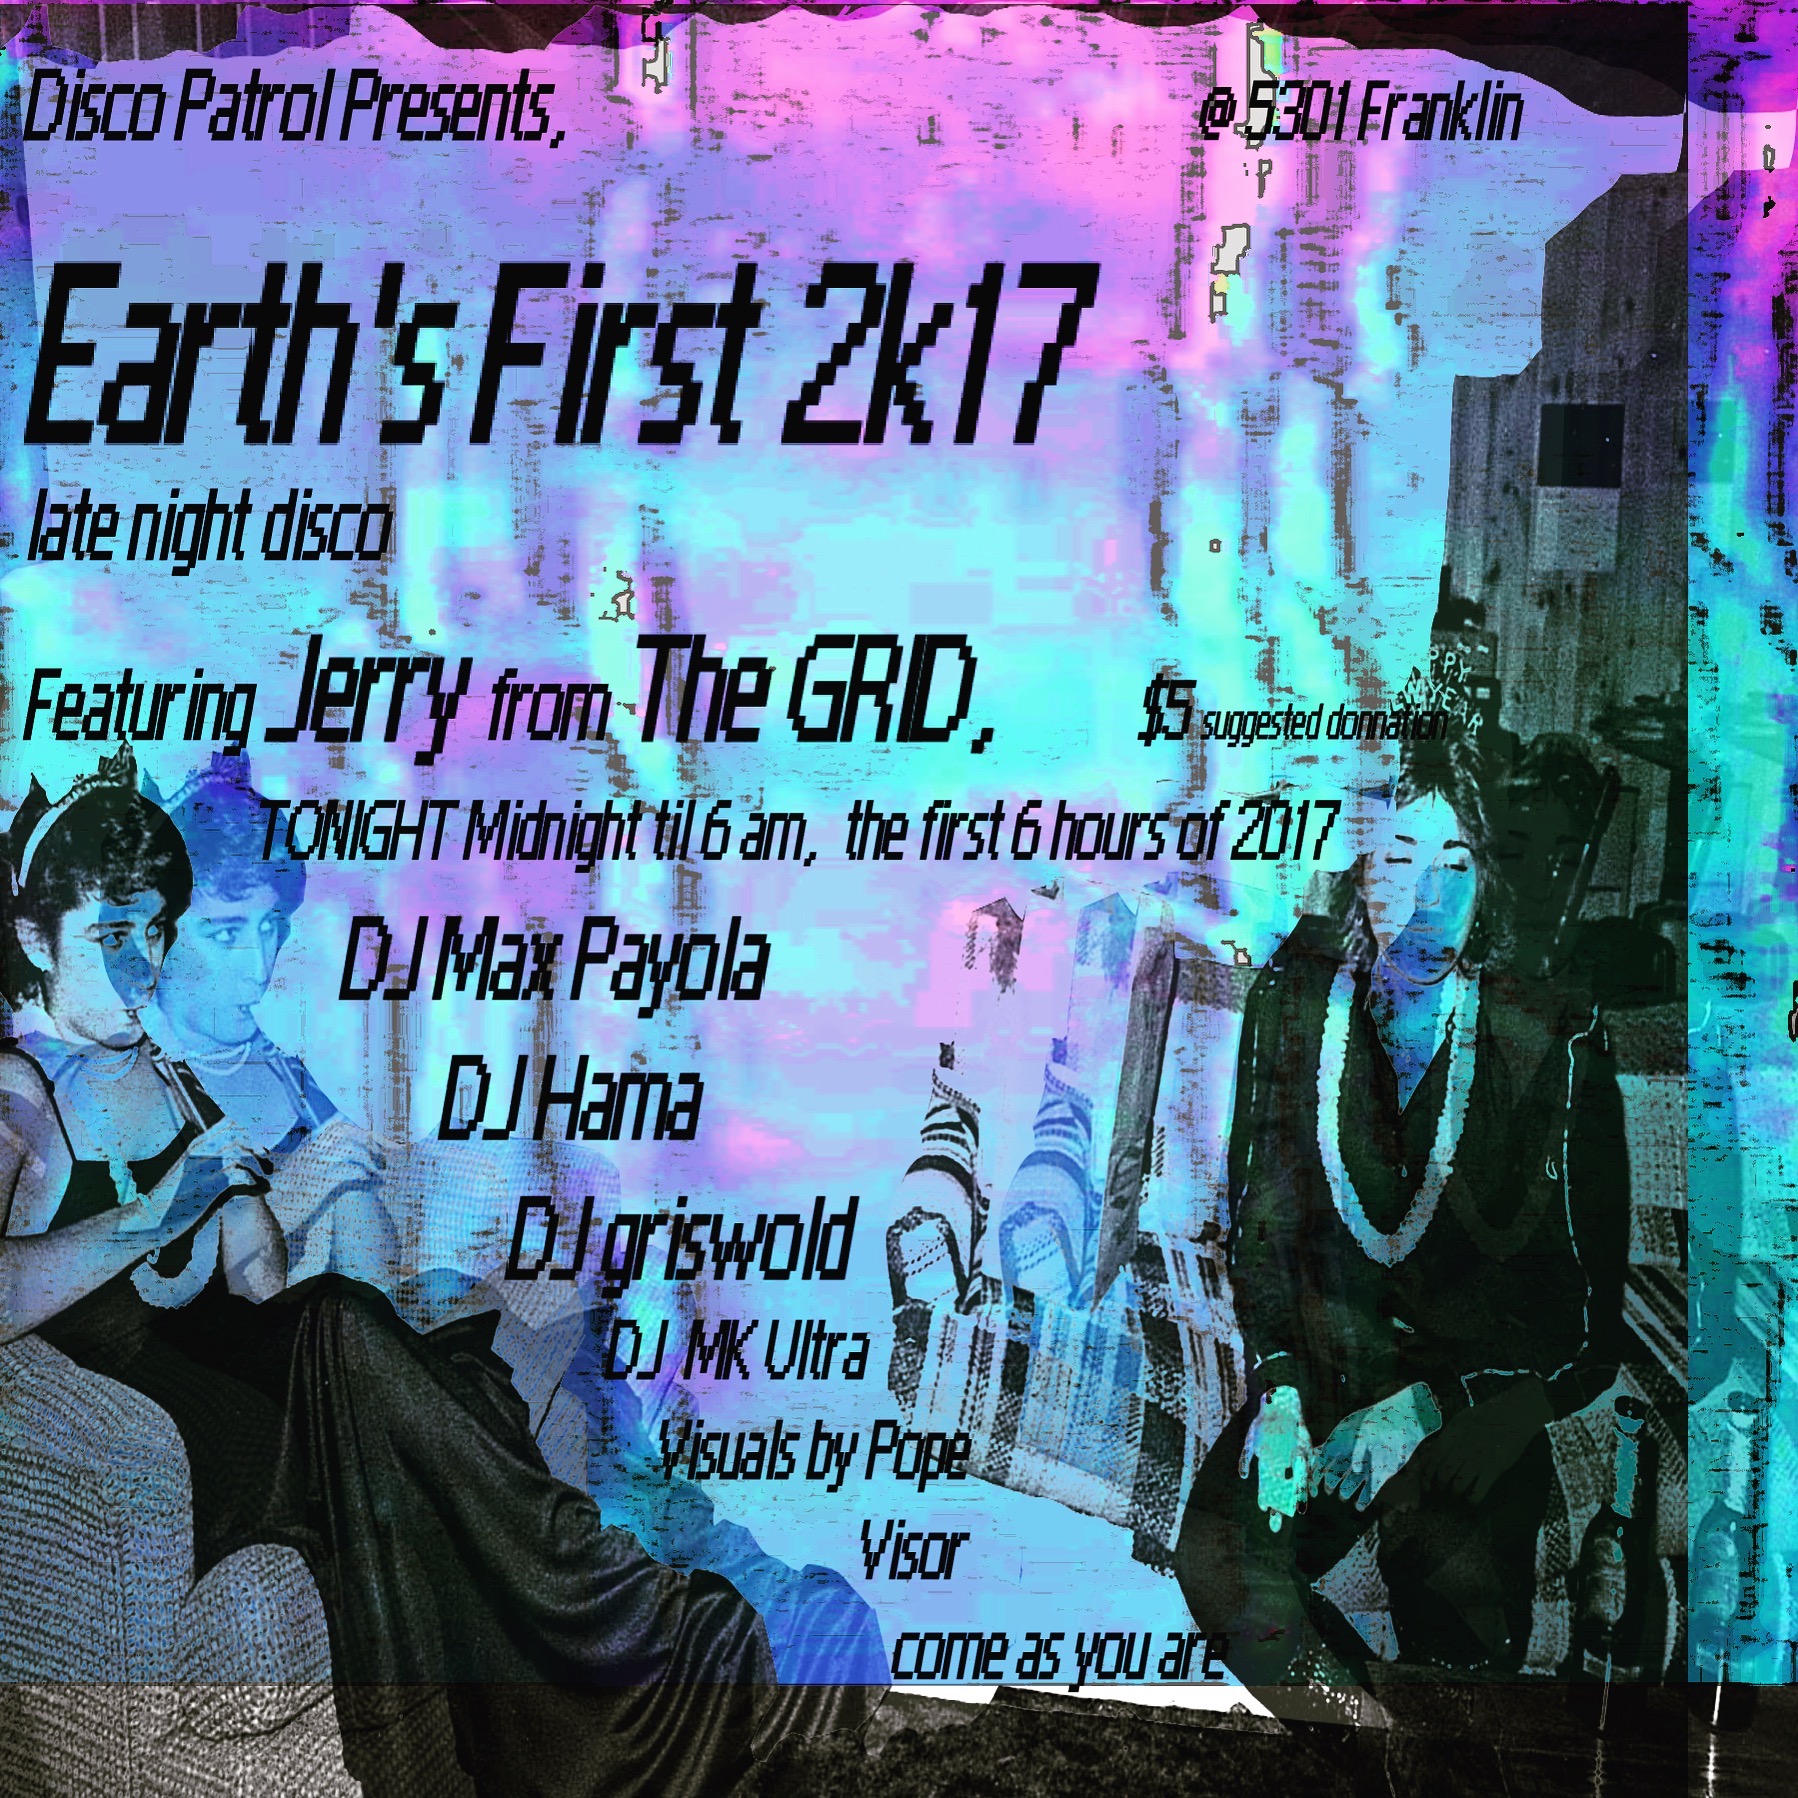 Disco Patrol Presents, @ 5301 Franklin
Earth's First 2k17
late night disco
Featuring Jerry from The GRID. $5 suggested donnation
TONIGHT Midnight til 6 am, the first 6 hours of 2017
DJ Max Payola
DJ Hama
DJ griswold
DJ MK Ultra
Visuals by Pope
Visor
come as you are